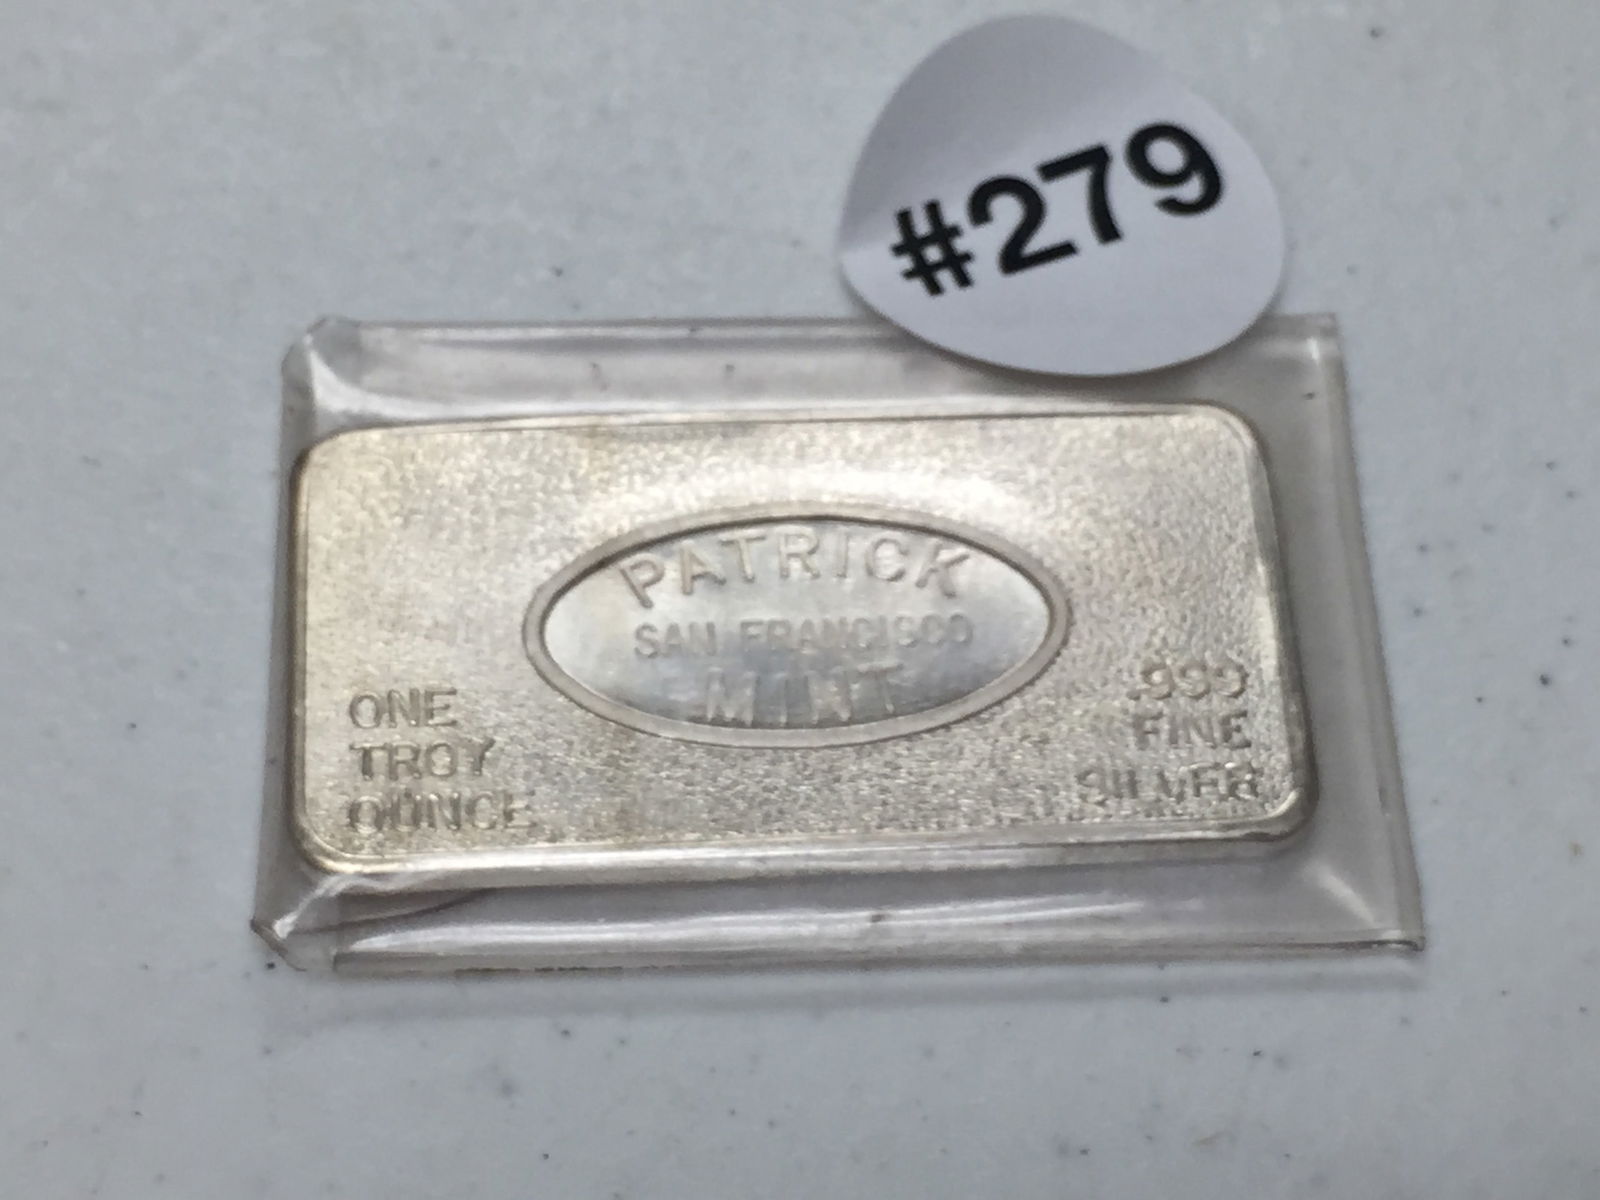 #279
PATRICK
SAN FRANCISCO
MINT
ONE
TROY
OUNCE
.999
FINE
SILVER